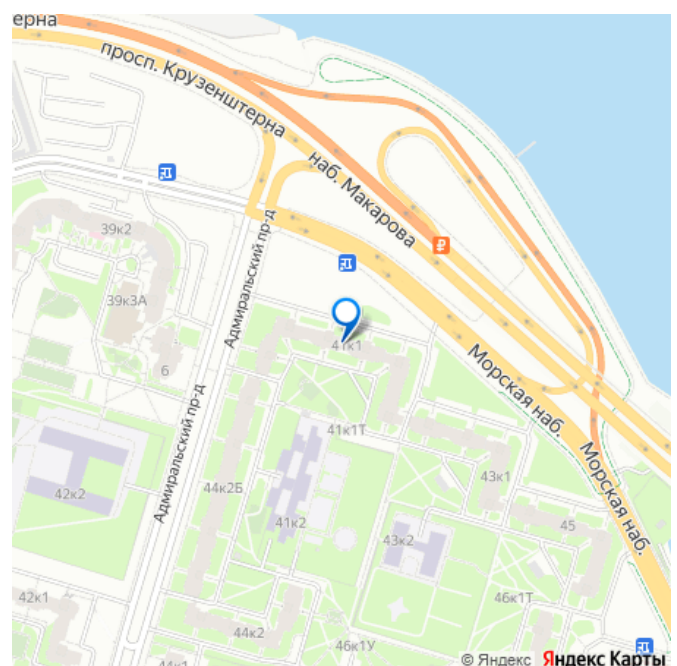 ерна
просп. Крузенштерна
наб. Макарова
39к2
Адмиральский пр-д
39к3А
41к1
6
Морская наб.
Адмиральский пр-д
41к1Т
Морская наб.
43к1
44к2Б
42к2
41к2
43к2
45
42к1
46к1Т
44к2
46к1У
44к1
© Яндекс Яндекс Карты